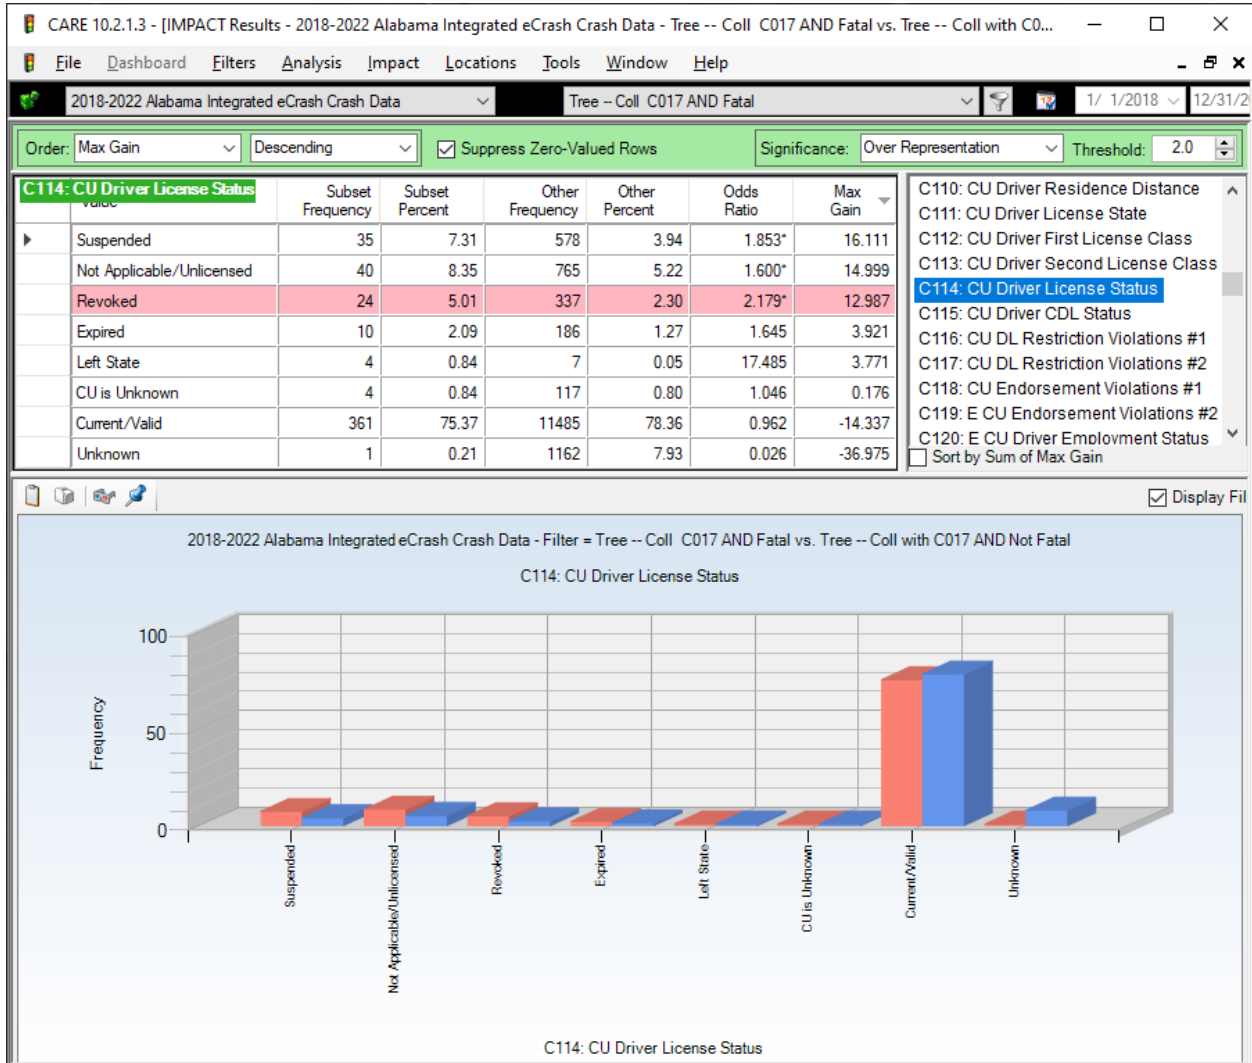 CARE 10.2.1.3 - [IMPACT Results - 2018-2022 Alabama Integrated eCrash Crash Data - Tree -- Coll C017 AND Fatal vs. Tree -- Coll with C0...
File Dashboard Filters Analysis Impact Locations Tools Window Help
2018-2022 Alabama Integrated eCrash Crash Data Tree -- Coll C017 AND Fatal 1/ 1/2018 12/31/2
Order: Max Gain Descending Suppress Zero-Valued Rows Significance: Over Representation Threshold: 2.0
C114: CU Driver License Status Subset Frequency Subset Percent Other Frequency Other Percent Odds Ratio Max Gain
Suspended 35 7.31 578 3.94 1.853* 16.111
Not Applicable/Unlicensed 40 8.35 765 5.22 1.600* 14.999
Revoked 24 5.01 337 2.30 2.179* 12.987
Expired 10 2.09 186 1.27 1.645 3.921
Left State 4 0.84 7 0.05 17.485 3.771
CU is Unknown 4 0.84 117 0.80 1.046 0.176
Current/Valid 361 75.37 11485 78.36 0.962 -14.337
Unknown 1 0.21 1162 7.93 0.026 -36.975
C110: CU Driver Residence Distance
C111: CU Driver License State
C112: CU Driver First License Class
C113: CU Driver Second License Class
C114: CU Driver License Status
C115: CU Driver CDL Status
C116: CU DL Restriction Violations #1
C117: CU DL Restriction Violations #2
C118: CU Endorsement Violations #1
C119: E CU Endorsement Violations #2
C120: E CU Driver Employment Status
Sort by Sum of Max Gain
Display Fil
2018-2022 Alabama Integrated eCrash Crash Data - Filter = Tree -- Coll C017 AND Fatal vs. Tree -- Coll with C017 AND Not Fatal
C114: CU Driver License Status
Frequency
100
50
0
Suspended
Not Applicable/Unlicensed
Revoked
Expired
Left State
CU is Unknown
Current/Valid
Unknown
C114: CU Driver License Status